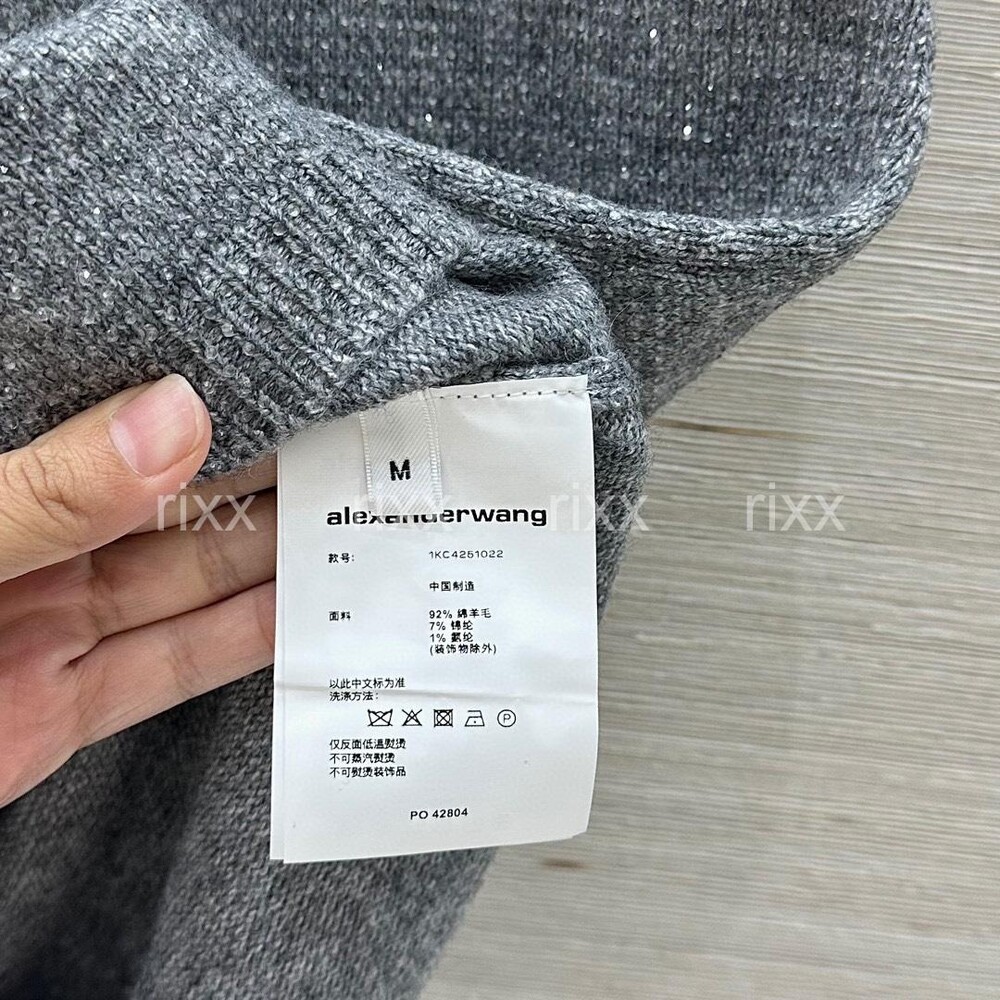 M
rixx rixx rixx rixx
alexanderwang
款号: 1KC4251022
中国制造
面料 92% 綿羊毛
7% 锦纶
1% 氨纶
(装饰物除外)
以此中文标为准
洗涤方法:
P
仅反面低温熨烫
不可蒸汽熨烫
不可熨烫装饰品
PO 42804